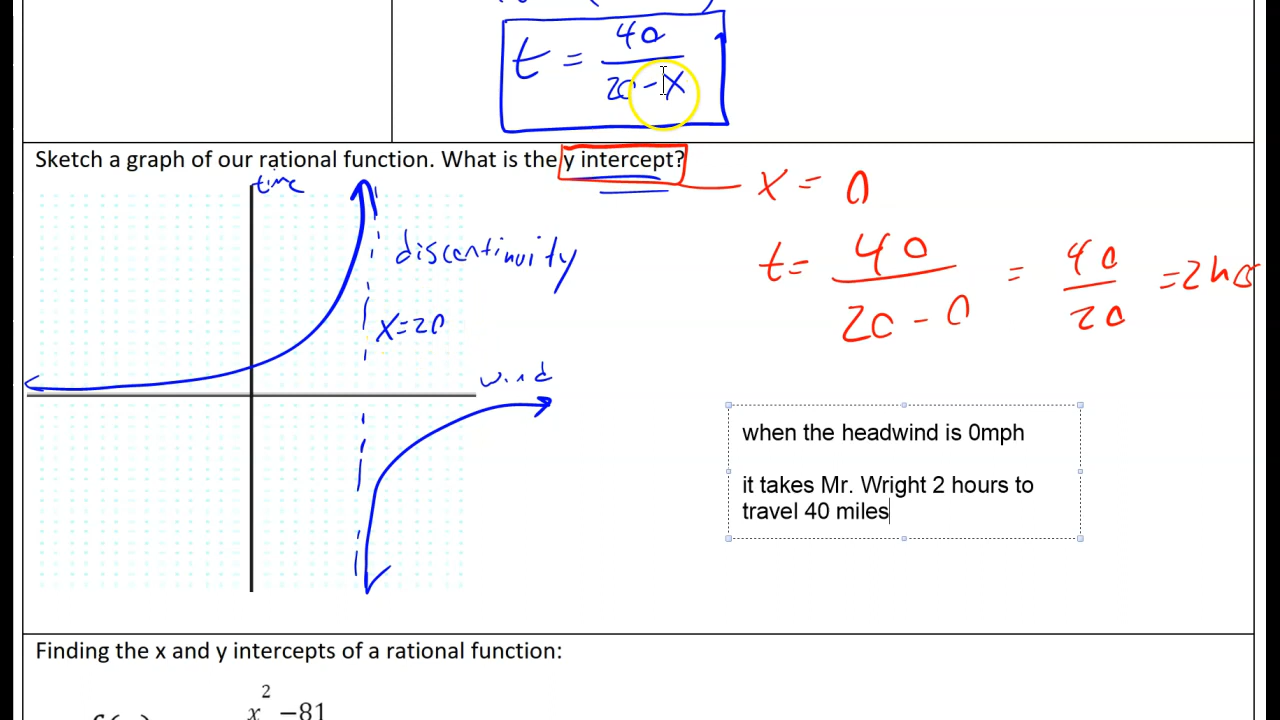 t = 40 / 20 - x
Sketch a graph of our rational function. What is the y intercept?
time
x = 0
discontinuity
t = 40 / 20 - 0 = 40 / 20 = 2 hrs
x = 20
wind
when the headwind is 0mph
it takes Mr. Wright 2 hours to
travel 40 miles
Finding the x and y intercepts of a rational function:
x² -81